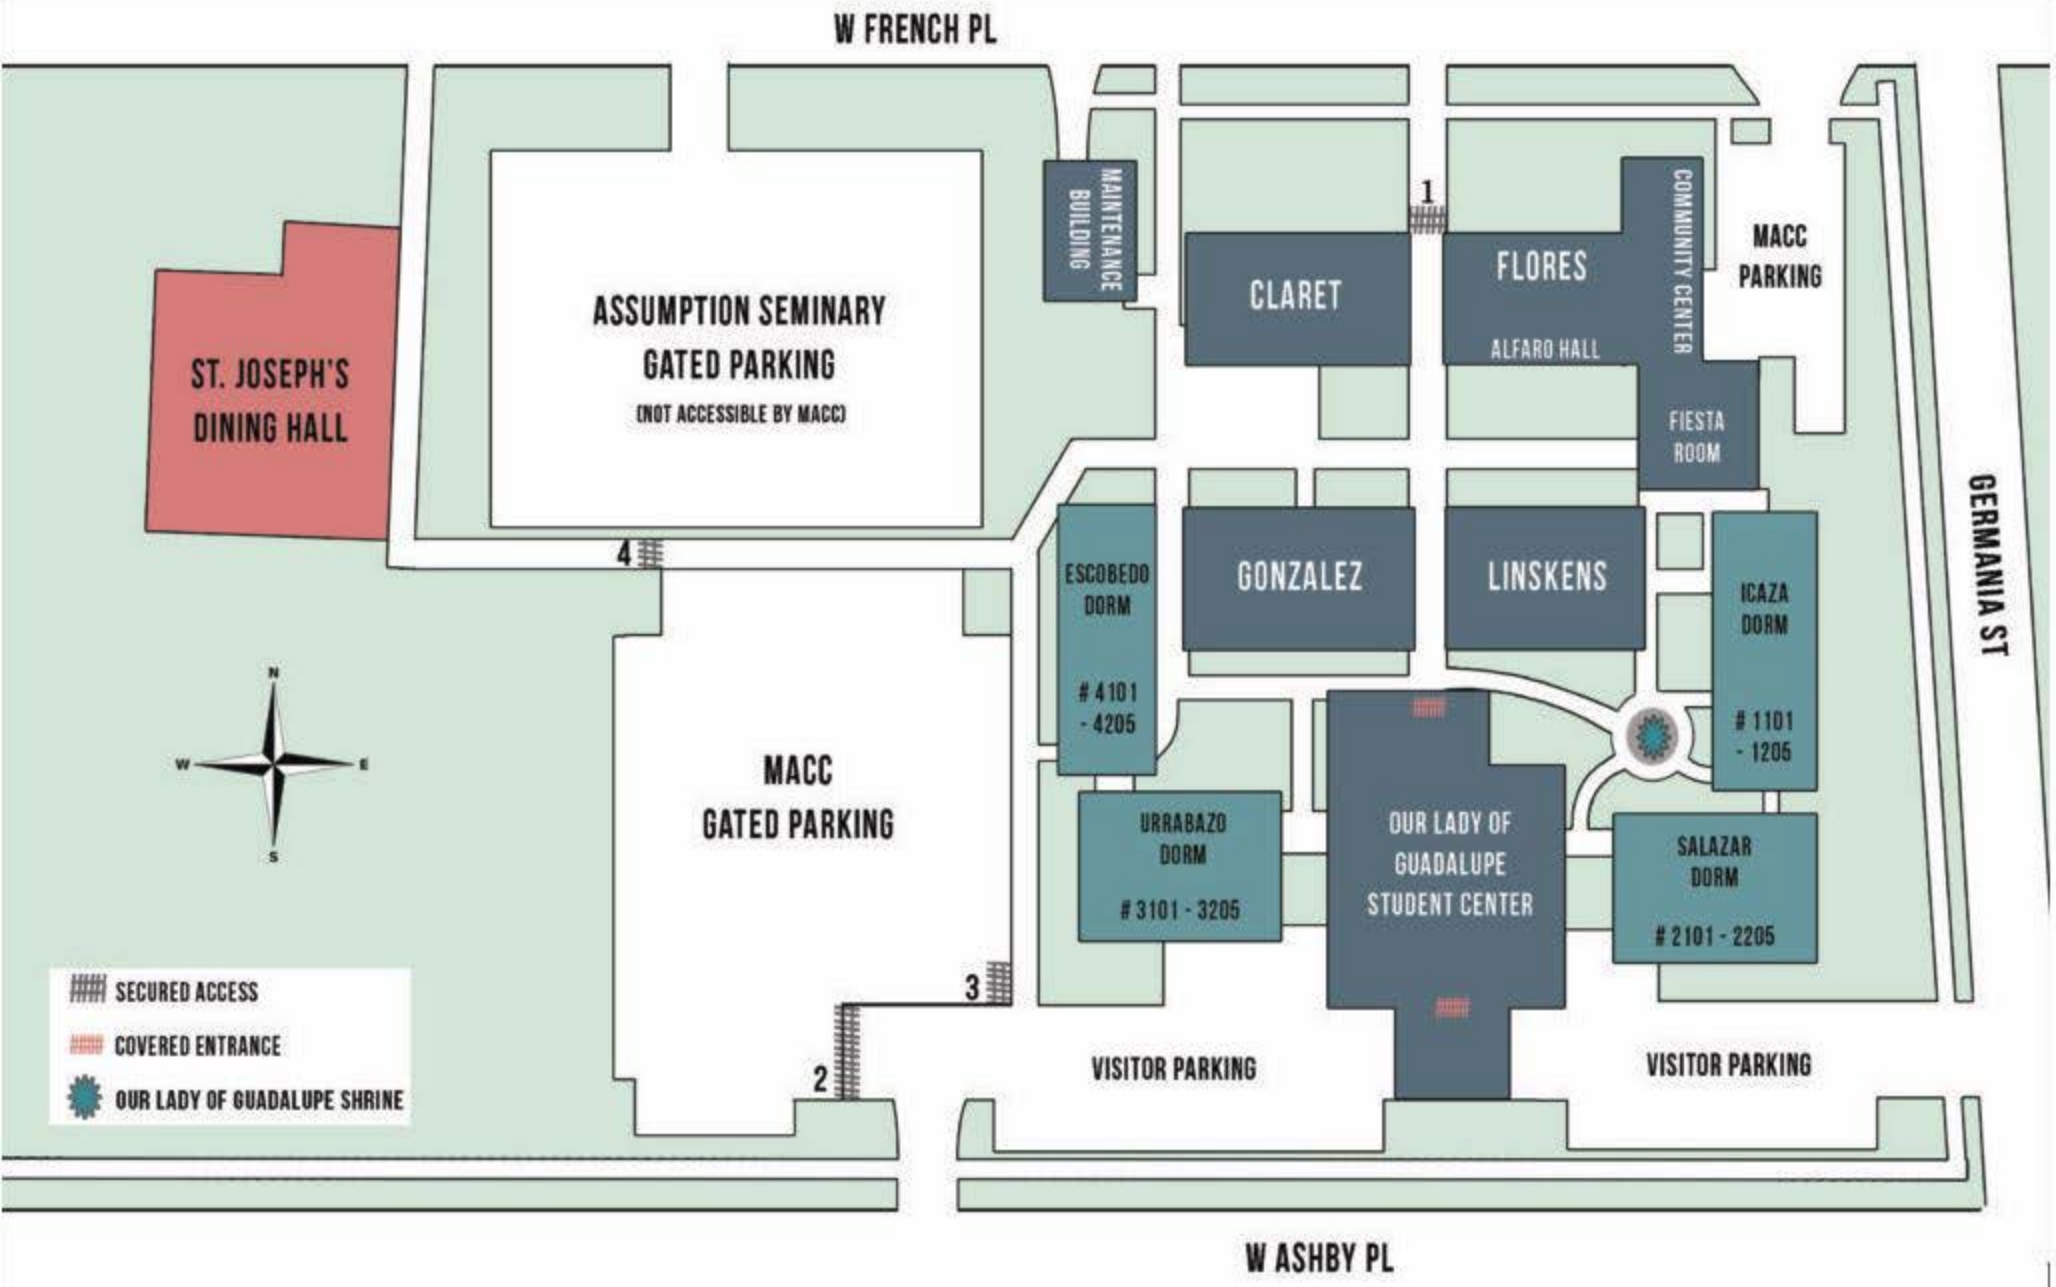 W FRENCH PL
1
MAINTENANCE
BUILDING
CLARET
FLORES
ALFARO HALL
COMMUNITY CENTER
MACC
PARKING
ST. JOSEPH'S
DINING HALL
ASSUMPTION SEMINARY
GATED PARKING
(NOT ACCESSIBLE BY MACC)
FIESTA
ROOM
GERMANIA ST
4
ESCOBEDO
DORM
# 4101
- 4205
GONZALEZ
LINSKENS
ICAZA
DORM
# 1101
- 1205
N
W
E
S
MACC
GATED PARKING
URRABAZO
DORM
# 3101 - 3205
OUR LADY OF
GUADALUPE
STUDENT CENTER
SALAZAR
DORM
# 2101 - 2205
SECURED ACCESS
COVERED ENTRANCE
OUR LADY OF GUADALUPE SHRINE
3
2
VISITOR PARKING
VISITOR PARKING
W ASHBY PL